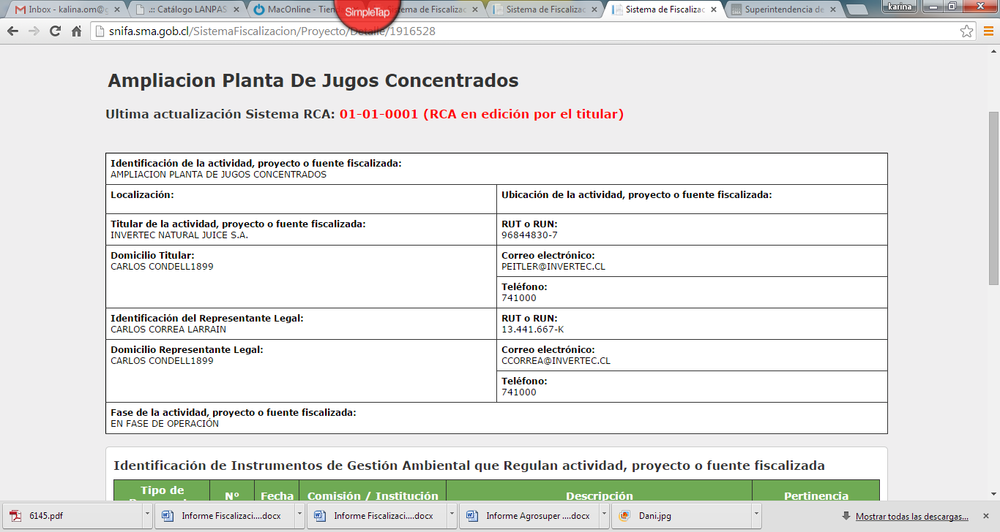 Inbox - kalina.om@g
.:: Catálogo LANPAS
MacOnline - Tien
SimpleTap
istema de Fiscalizac
Sistema de Fiscalizac
Sistema de Fiscalizac
Superintendencia de
karina
snifa.sma.gob.cl/SistemaFiscalizacion/Proyecto/Detalle/1916528
Ampliacion Planta De Jugos Concentrados
Ultima actualización Sistema RCA: 01-01-0001 (RCA en edición por el titular)
Identificación de la actividad, proyecto o fuente fiscalizada:
AMPLIACION PLANTA DE JUGOS CONCENTRADOS
Localización:
Ubicación de la actividad, proyecto o fuente fiscalizada:
Titular de la actividad, proyecto o fuente fiscalizada:
INVERTEC NATURAL JUICE S.A.
RUT o RUN:
96844830-7
Domicilio Titular:
CARLOS CONDELL1899
Correo electrónico:
PEITLER@INVERTEC.CL
Teléfono:
741000
Identificación del Representante Legal:
CARLOS CORREA LARRAIN
RUT o RUN:
13.441.667-K
Domicilio Representante Legal:
CARLOS CONDELL1899
Correo electrónico:
CCORREA@INVERTEC.CL
Teléfono:
741000
Fase de la actividad, proyecto o fuente fiscalizada:
EN FASE DE OPERACIÓN
Identificación de Instrumentos de Gestión Ambiental que Regulan actividad, proyecto o fuente fiscalizada
Tipo de
Nº
Fecha
Comisión / Institución
Descripción
Pertinencia
6145.pdf
Informe Fiscalizaci....docx
Informe Fiscalizaci....docx
Informe Agrosuper ....docx
Dani.jpg
Mostrar todas las descargas...